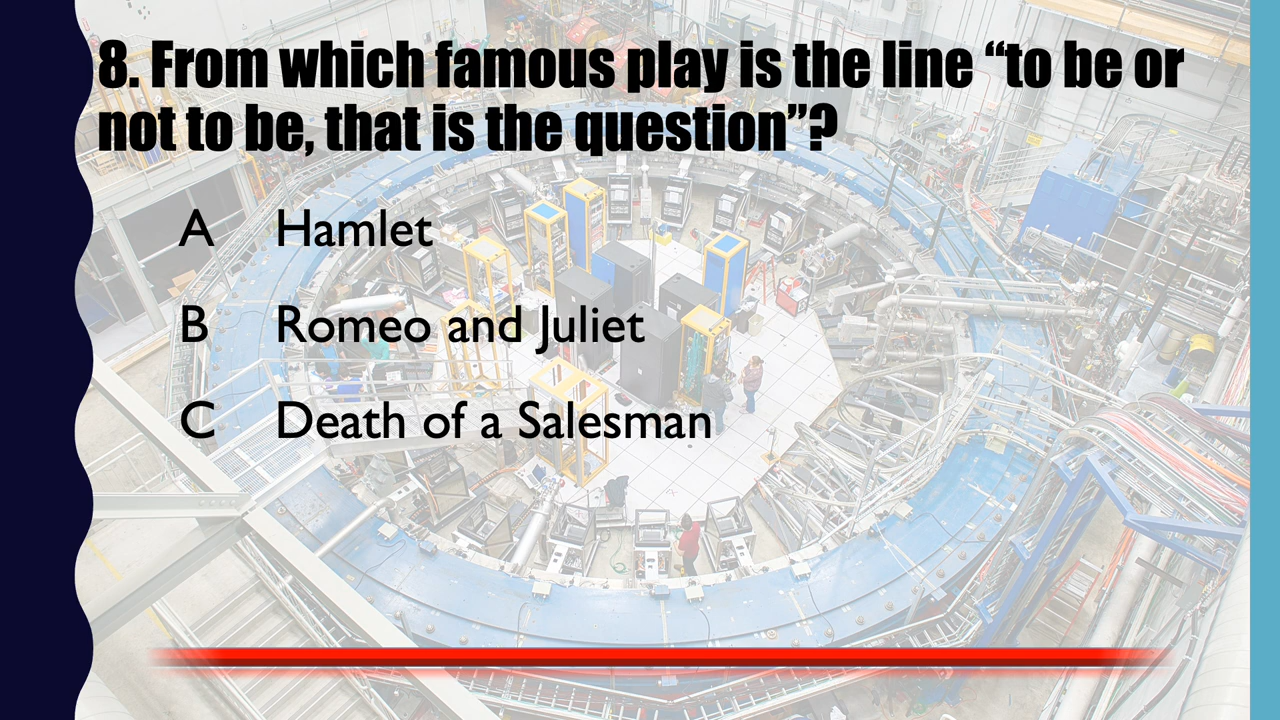 8. From which famous play is the line “to be or
not to be, that is the question”?
A Hamlet
B Romeo and Juliet
C Death of a Salesman